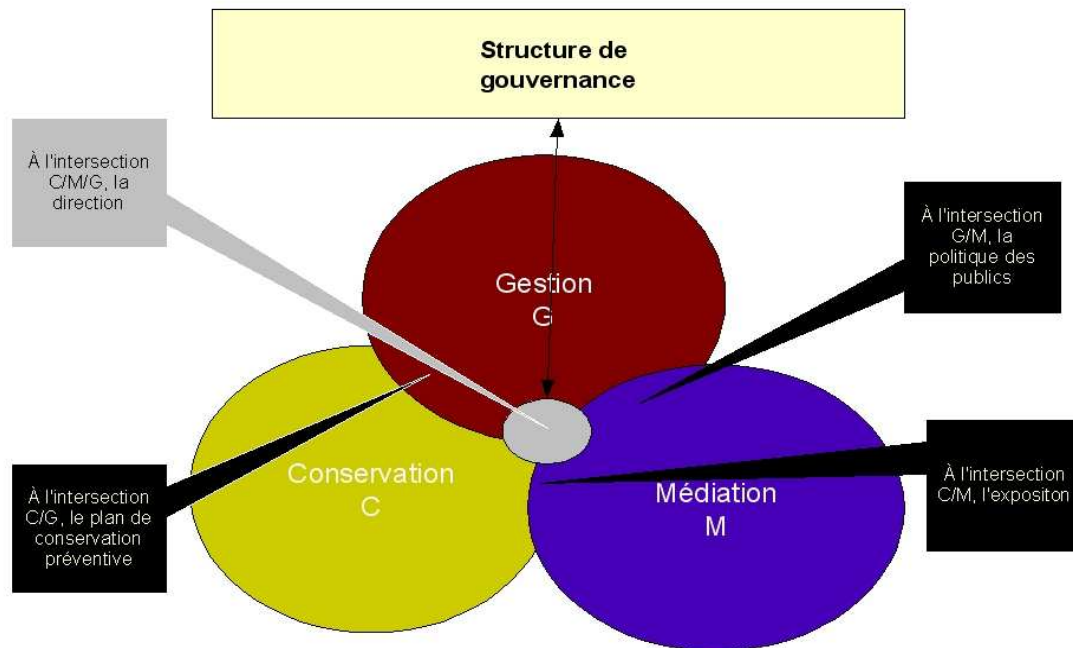 Structure de
gouvernance
À l'intersection
C/M/G, la
direction
À l'intersection
G/M, la
politique des
publics
Gestion
G
Conservation
C
Médiation
M
À l'intersection
C/G, le plan de
conservation
préventive
À l'intersection
C/M, l'expositon